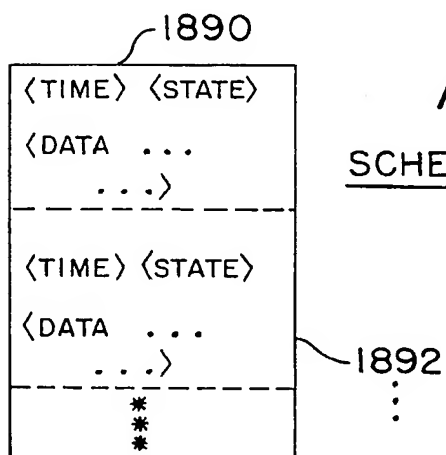 1890
⟨TIME⟩ ⟨STATE⟩
⟨DATA ...
...⟩
SCHE
⟨TIME⟩ ⟨STATE⟩
⟨DATA ...
...⟩
1892
*
*
*